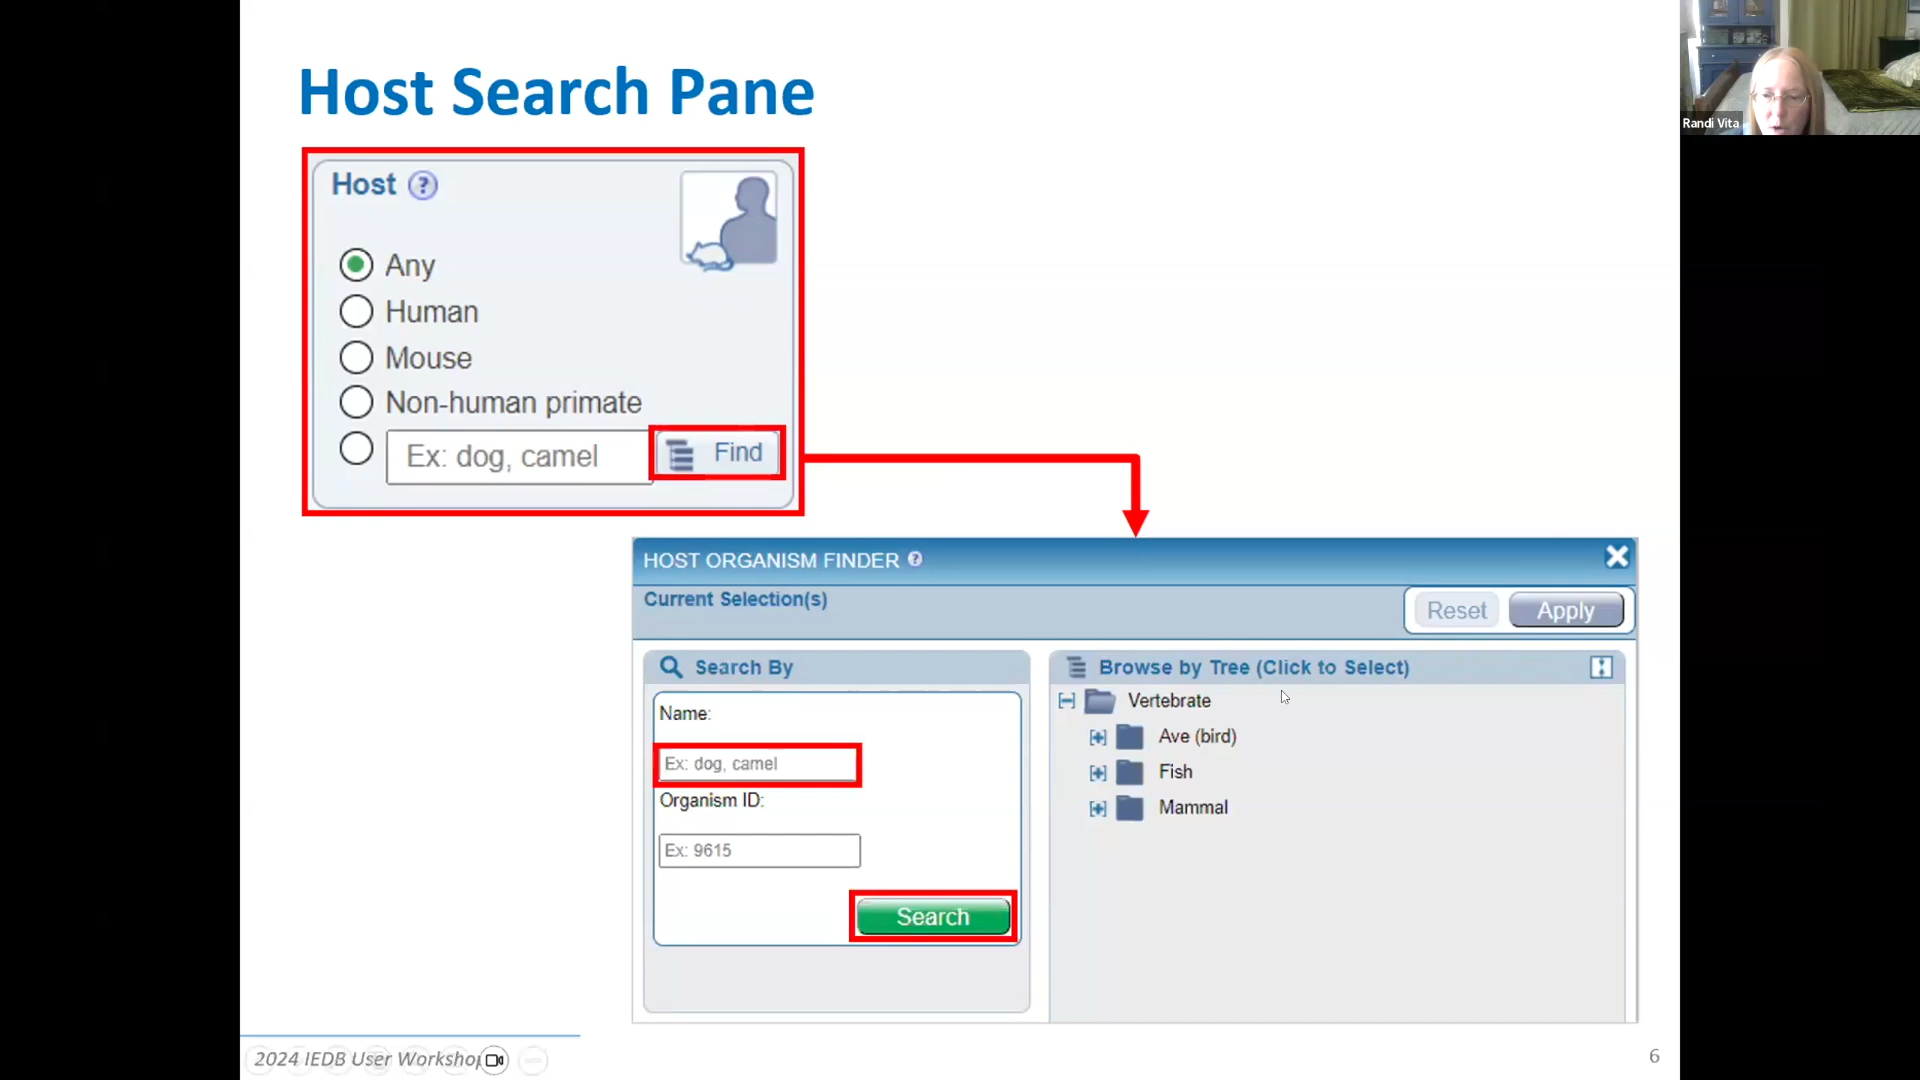 Host Search Pane
Randi Vita
Host ?
Any
Human
Mouse
Non-human primate
Ex: dog, camel
Find
HOST ORGANISM FINDER ?
Current Selection(s)
Reset
Apply
Search By
Name:
Ex: dog, camel
Organism ID:
Ex: 9615
Search
Browse by Tree (Click to Select)
Vertebrate
Ave (bird)
Fish
Mammal
2024 IEDB User Workshop
6